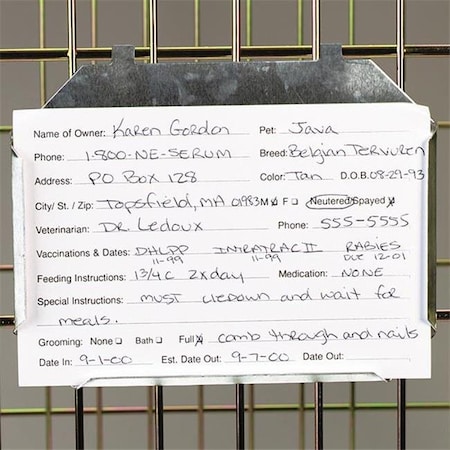 Name of Owner: Karen Gordon Pet: Java
Phone: 1-800-NE-SERUM Breed: Belgian Tervuren
Address: PO Box 128 Color: Tan D.O.B. 08-29-93
City/ St. / Zip: Topsfield, MA 01983 M F Neutered/Spayed
Veterinarian: Dr. Ledoux Phone: 555-5555
Vaccinations & Dates: DHLPP INTRATRAC II RABIES
11-99 11-99 DUE 12-01
Feeding Instructions: 1 3/4 C 2x day Medication: NONE
Special Instructions: must liedown and wait for
meals.
Grooming: None Bath Full comb through and nails
Date In: 9-1-00 Est. Date Out: 9-7-00 Date Out: